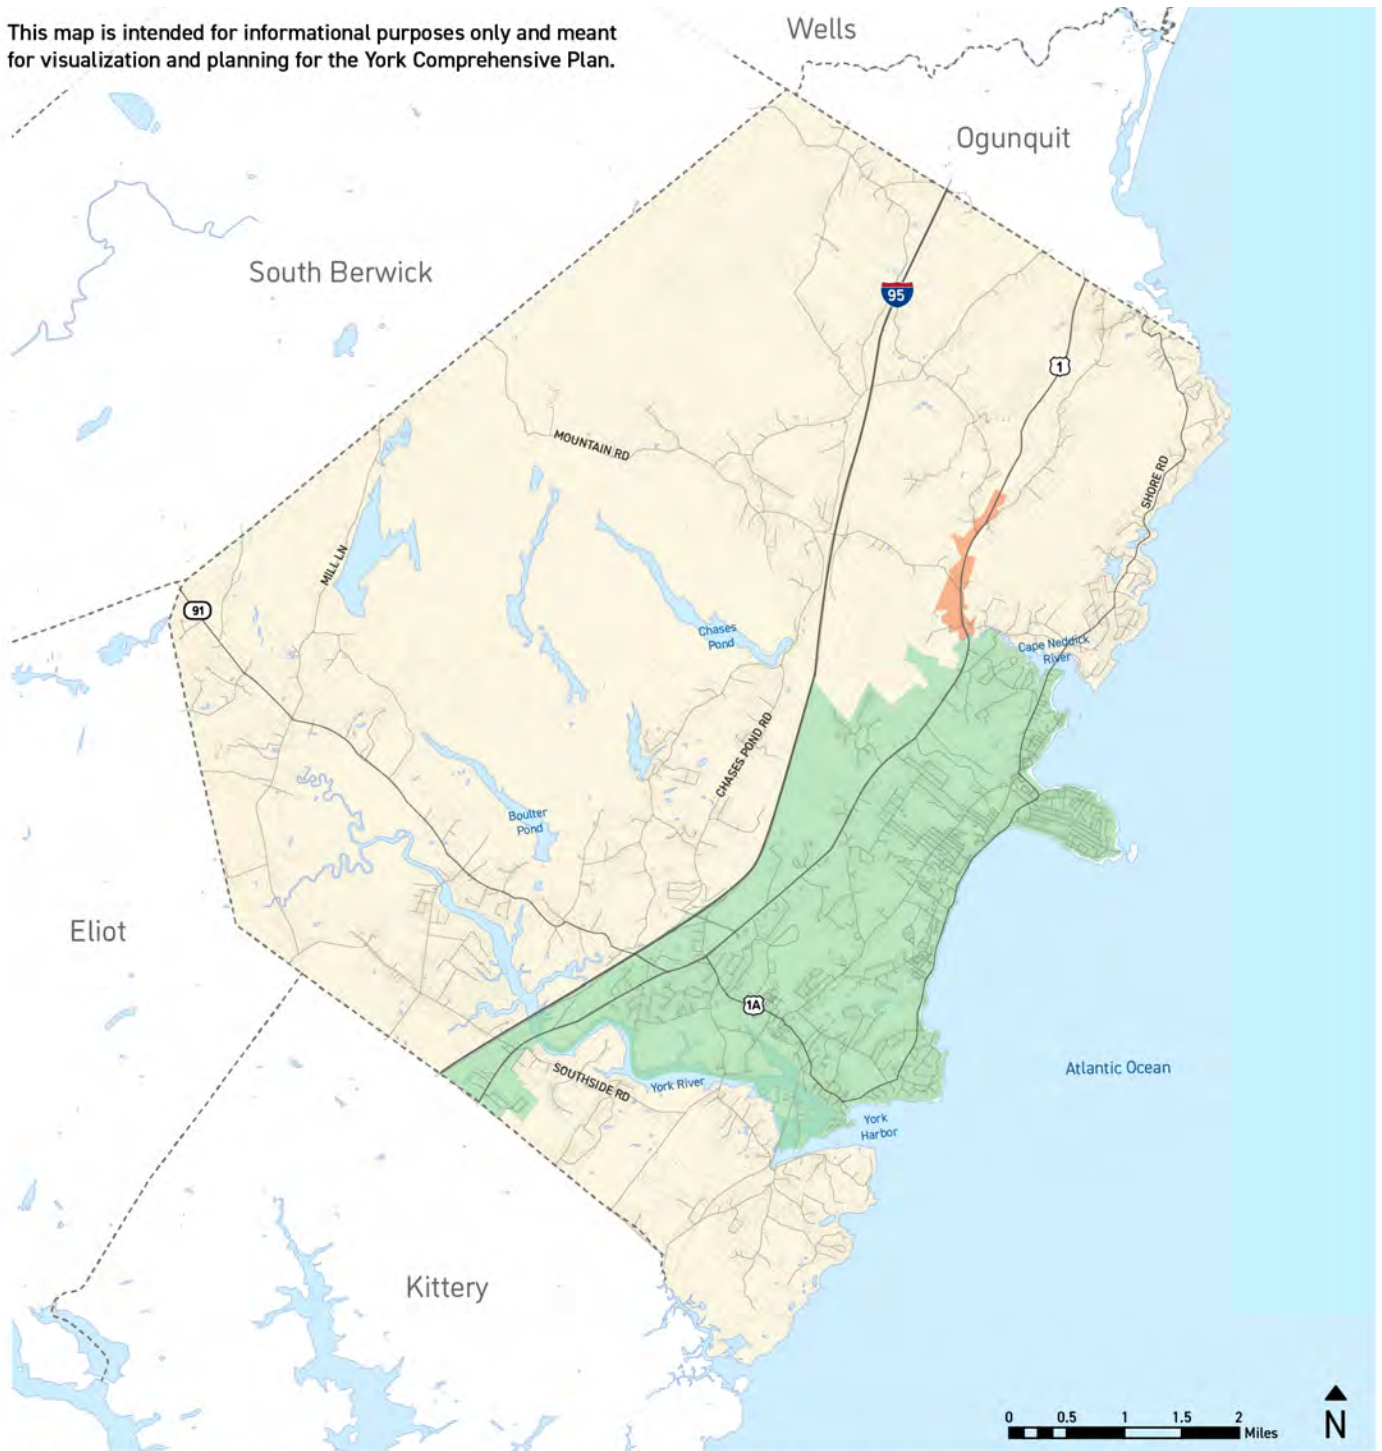 This map is intended for informational purposes only and meant
for visualization and planning for the York Comprehensive Plan.
Wells
Ogunquit
South Berwick
95
1
MOUNTAIN RD
SHORE RD
MILL LN
91
Chases
Pond
Cape Neddick
River
CHASES POND RD
Boulter
Pond
Eliot
1A
Atlantic Ocean
SOUTHSIDE RD
York River
York
Harbor
Kittery
0 0.5 1 1.5 2
Miles
N